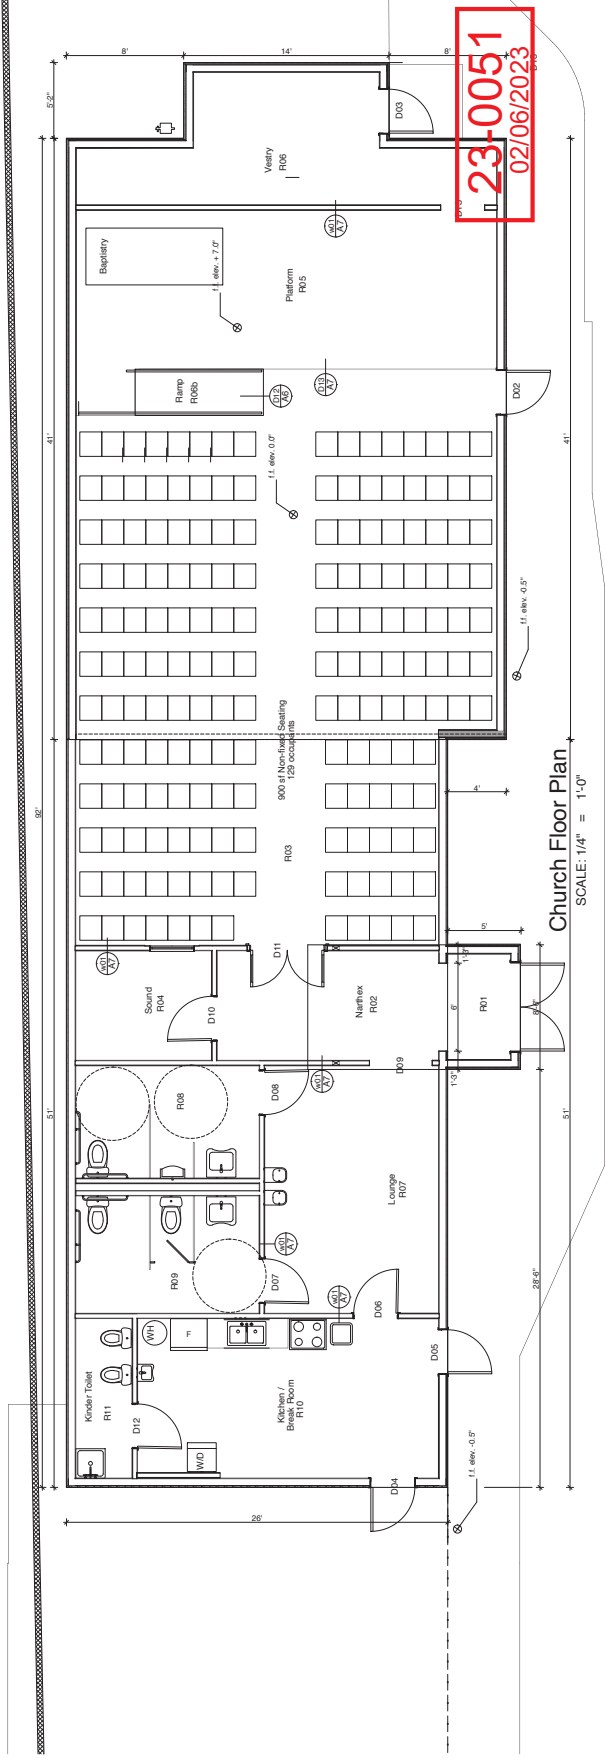 23-0051
02/06/2023
8'
14'
8'
5'-2"
D03
Vestry
R06
w01
A7
Baptistry
f.f. elev. + 7.0"
Platform
R05
Ramp
R06b
D12
A6
D13
A7
D02
41'
41'
f.f. elev. 0.0"
f.f. elev. -0.5"
900 sf Non-fixed Seating
129 occupants
92'
R03
4'
Church Floor Plan
SCALE: 1/4" = 1'-0"
5'
w01
A7
D11
Sound
R04
D10
Narthex
R02
1'-3"
6'
R01
8'-6"
1'-3"
D09
w01
A7
D08
R08
51'
51'
Lounge
R07
w01
A7
R09
D07
w01
A7
D06
28'-6"
D05
WH
F
Kinder Toilet
R11
D12
Kitchen /
Break Room
R10
W/D
D04
f.f. elev. -0.5"
26'